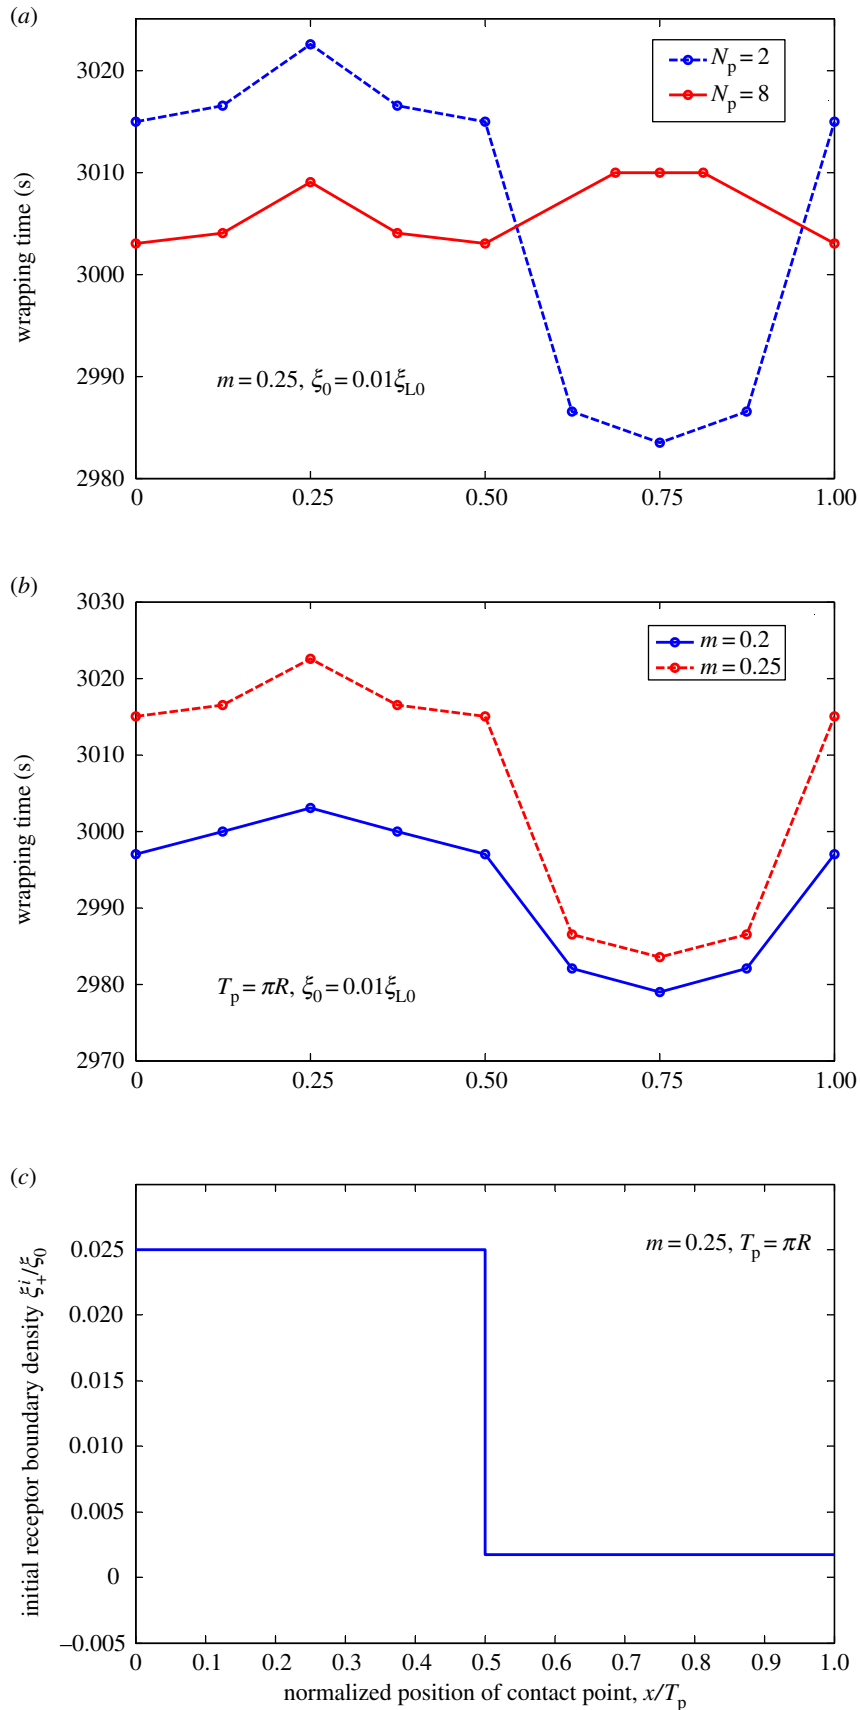 (a)
3020
3010
3000
2990
2980
wrapping time (s)
N_p = 2
N_p = 8
m = 0.25, ξ_0 = 0.01ξ_L0
0 0.25 0.50 0.75 1.00
(b)
3030
3020
3010
3000
2990
2980
2970
wrapping time (s)
m = 0.2
m = 0.25
T_p = πR, ξ_0 = 0.01ξ_L0
0 0.25 0.50 0.75 1.00
(c)
0.025
0.020
0.015
0.010
0.005
0
–0.005
initial receptor boundary density ξ_+^i/ξ_0
m = 0.25, T_p = πR
0 0.1 0.2 0.3 0.4 0.5 0.6 0.7 0.8 0.9 1.0
normalized position of contact point, x/T_p